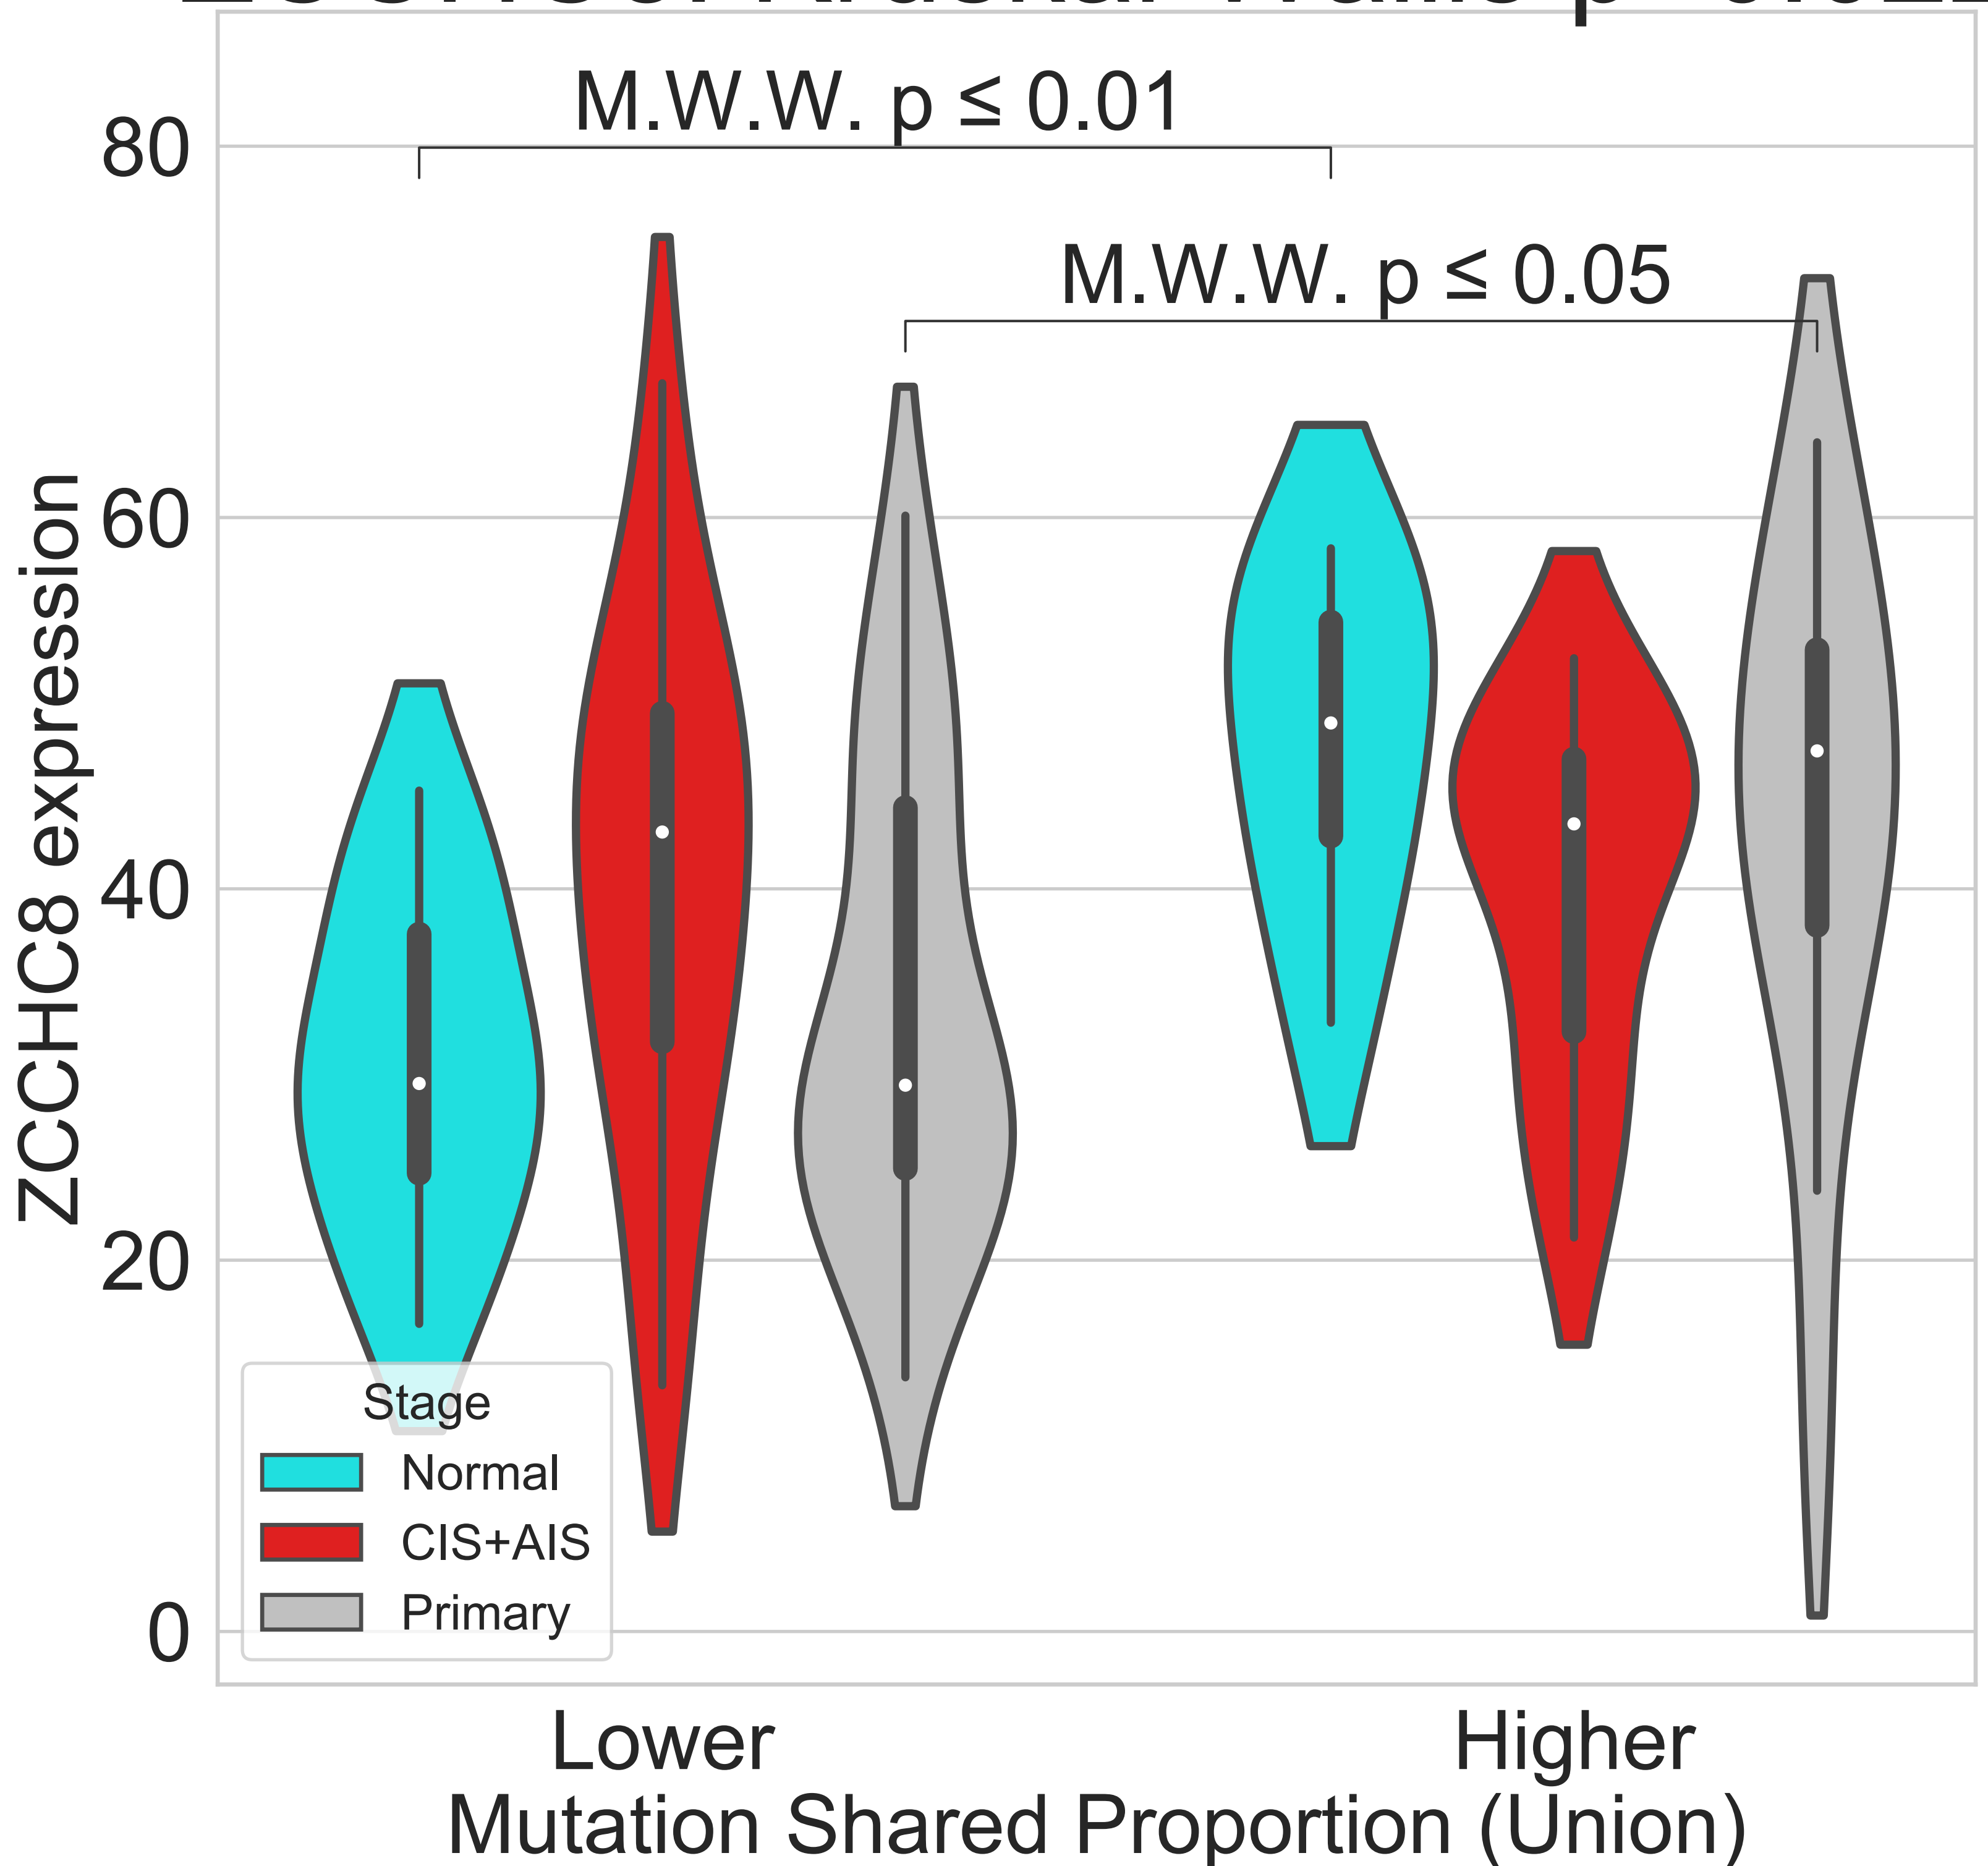 M.W.W. p ≤ 0.01
80
M.W.W. p ≤ 0.05
60
40
20
0
ZCCHC8 expression
Stage
Normal
CIS+AIS
Primary
Lower
Higher
Mutation Shared Proportion (Union)